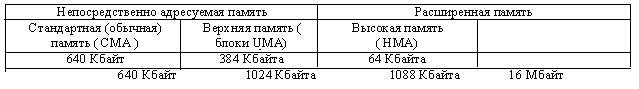 Непосредственно адресуемая память Расширенная память
Стандартная (обычная) Верхняя память ( Высокая память
память ( СМА ) блоки UMA) ( HMA)
640 Кбайт 384 Кбайта 64 Кбайта
640 Кбайт 1024 Кбайта 1088 Кбайта 16 Мбайт